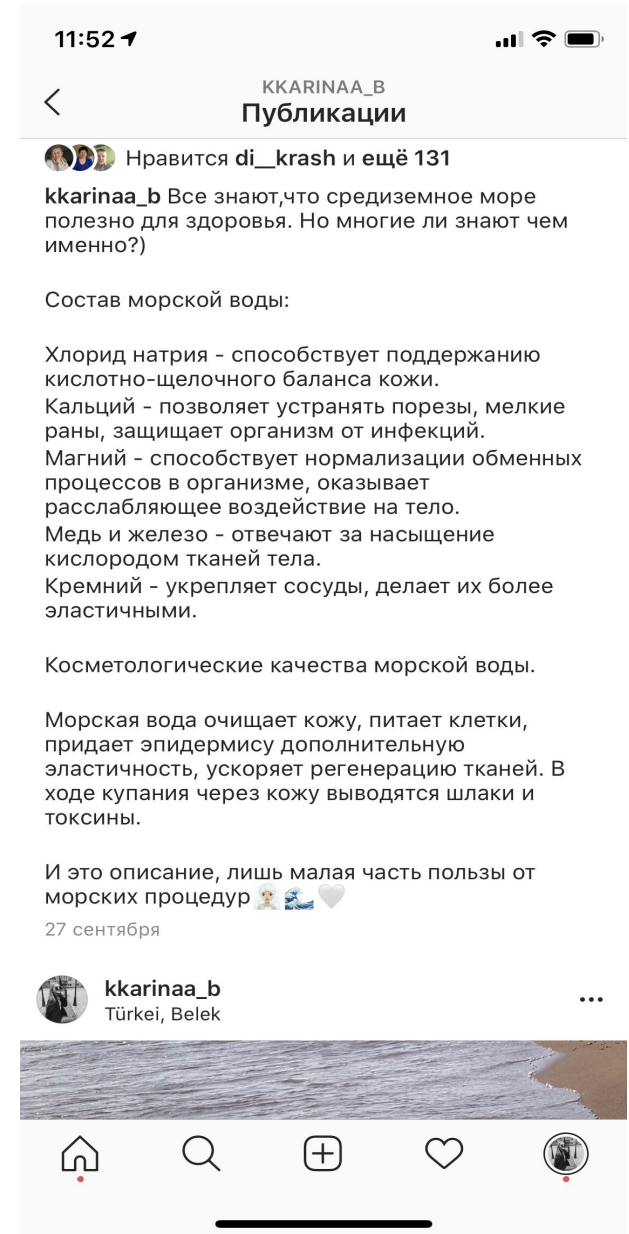 11:52
KKARINAA_B
Публикации
Нравится di__krash и ещё 131
kkarinaa_b Все знают,что средиземное море
полезно для здоровья. Но многие ли знают чем
именно?)
Состав морской воды:
Хлорид натрия - способствует поддержанию
кислотно-щелочного баланса кожи.
Кальций - позволяет устранять порезы, мелкие
раны, защищает организм от инфекций.
Магний - способствует нормализации обменных
процессов в организме, оказывает
расслабляющее воздействие на тело.
Медь и железо - отвечают за насыщение
кислородом тканей тела.
Кремний - укрепляет сосуды, делает их более
эластичными.
Косметологические качества морской воды.
Морская вода очищает кожу, питает клетки,
придает эпидермису дополнительную
эластичность, ускоряет регенерацию тканей. В
ходе купания через кожу выводятся шлаки и
токсины.
И это описание, лишь малая часть пользы от
морских процедур🧖🏼‍♀️🌊🤍
27 сентября
kkarinaa_b
Türkei, Belek